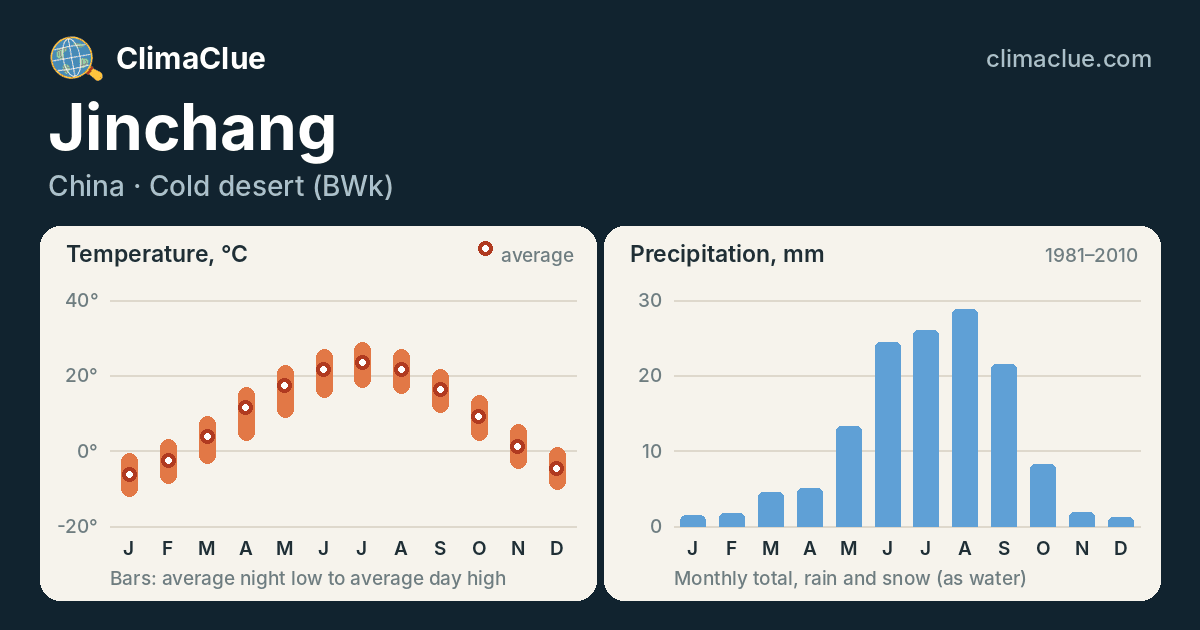 ClimaClue
climaclue.com
Jinchang
China · Cold desert (BWk)
Temperature, °C
average
40°
20°
0°
-20°
J F M A M J J A S O N D
Bars: average night low to average day high
Precipitation, mm
1981–2010
30
20
10
0
J F M A M J J A S O N D
Monthly total, rain and snow (as water)